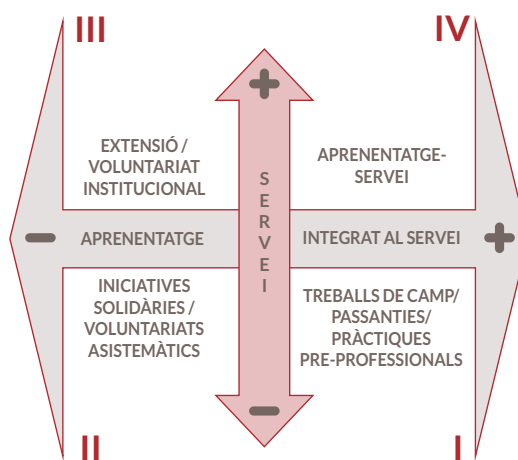 III
IV
+
EXTENSIÓ /
VOLUNTARIAT
INSTITUCIONAL
APRENENTATGE-
SERVEI
SERVEI
−
APRENENTATGE
INTEGRAT AL SERVEI
+
INICIATIVES
SOLIDÀRIES /
VOLUNTARIATS
ASISTEMÀTICS
TREBALLS DE CAMP/
PASSANTIES/
PRÀCTIQUES
PRE-PROFESSIONALS
−
II
I